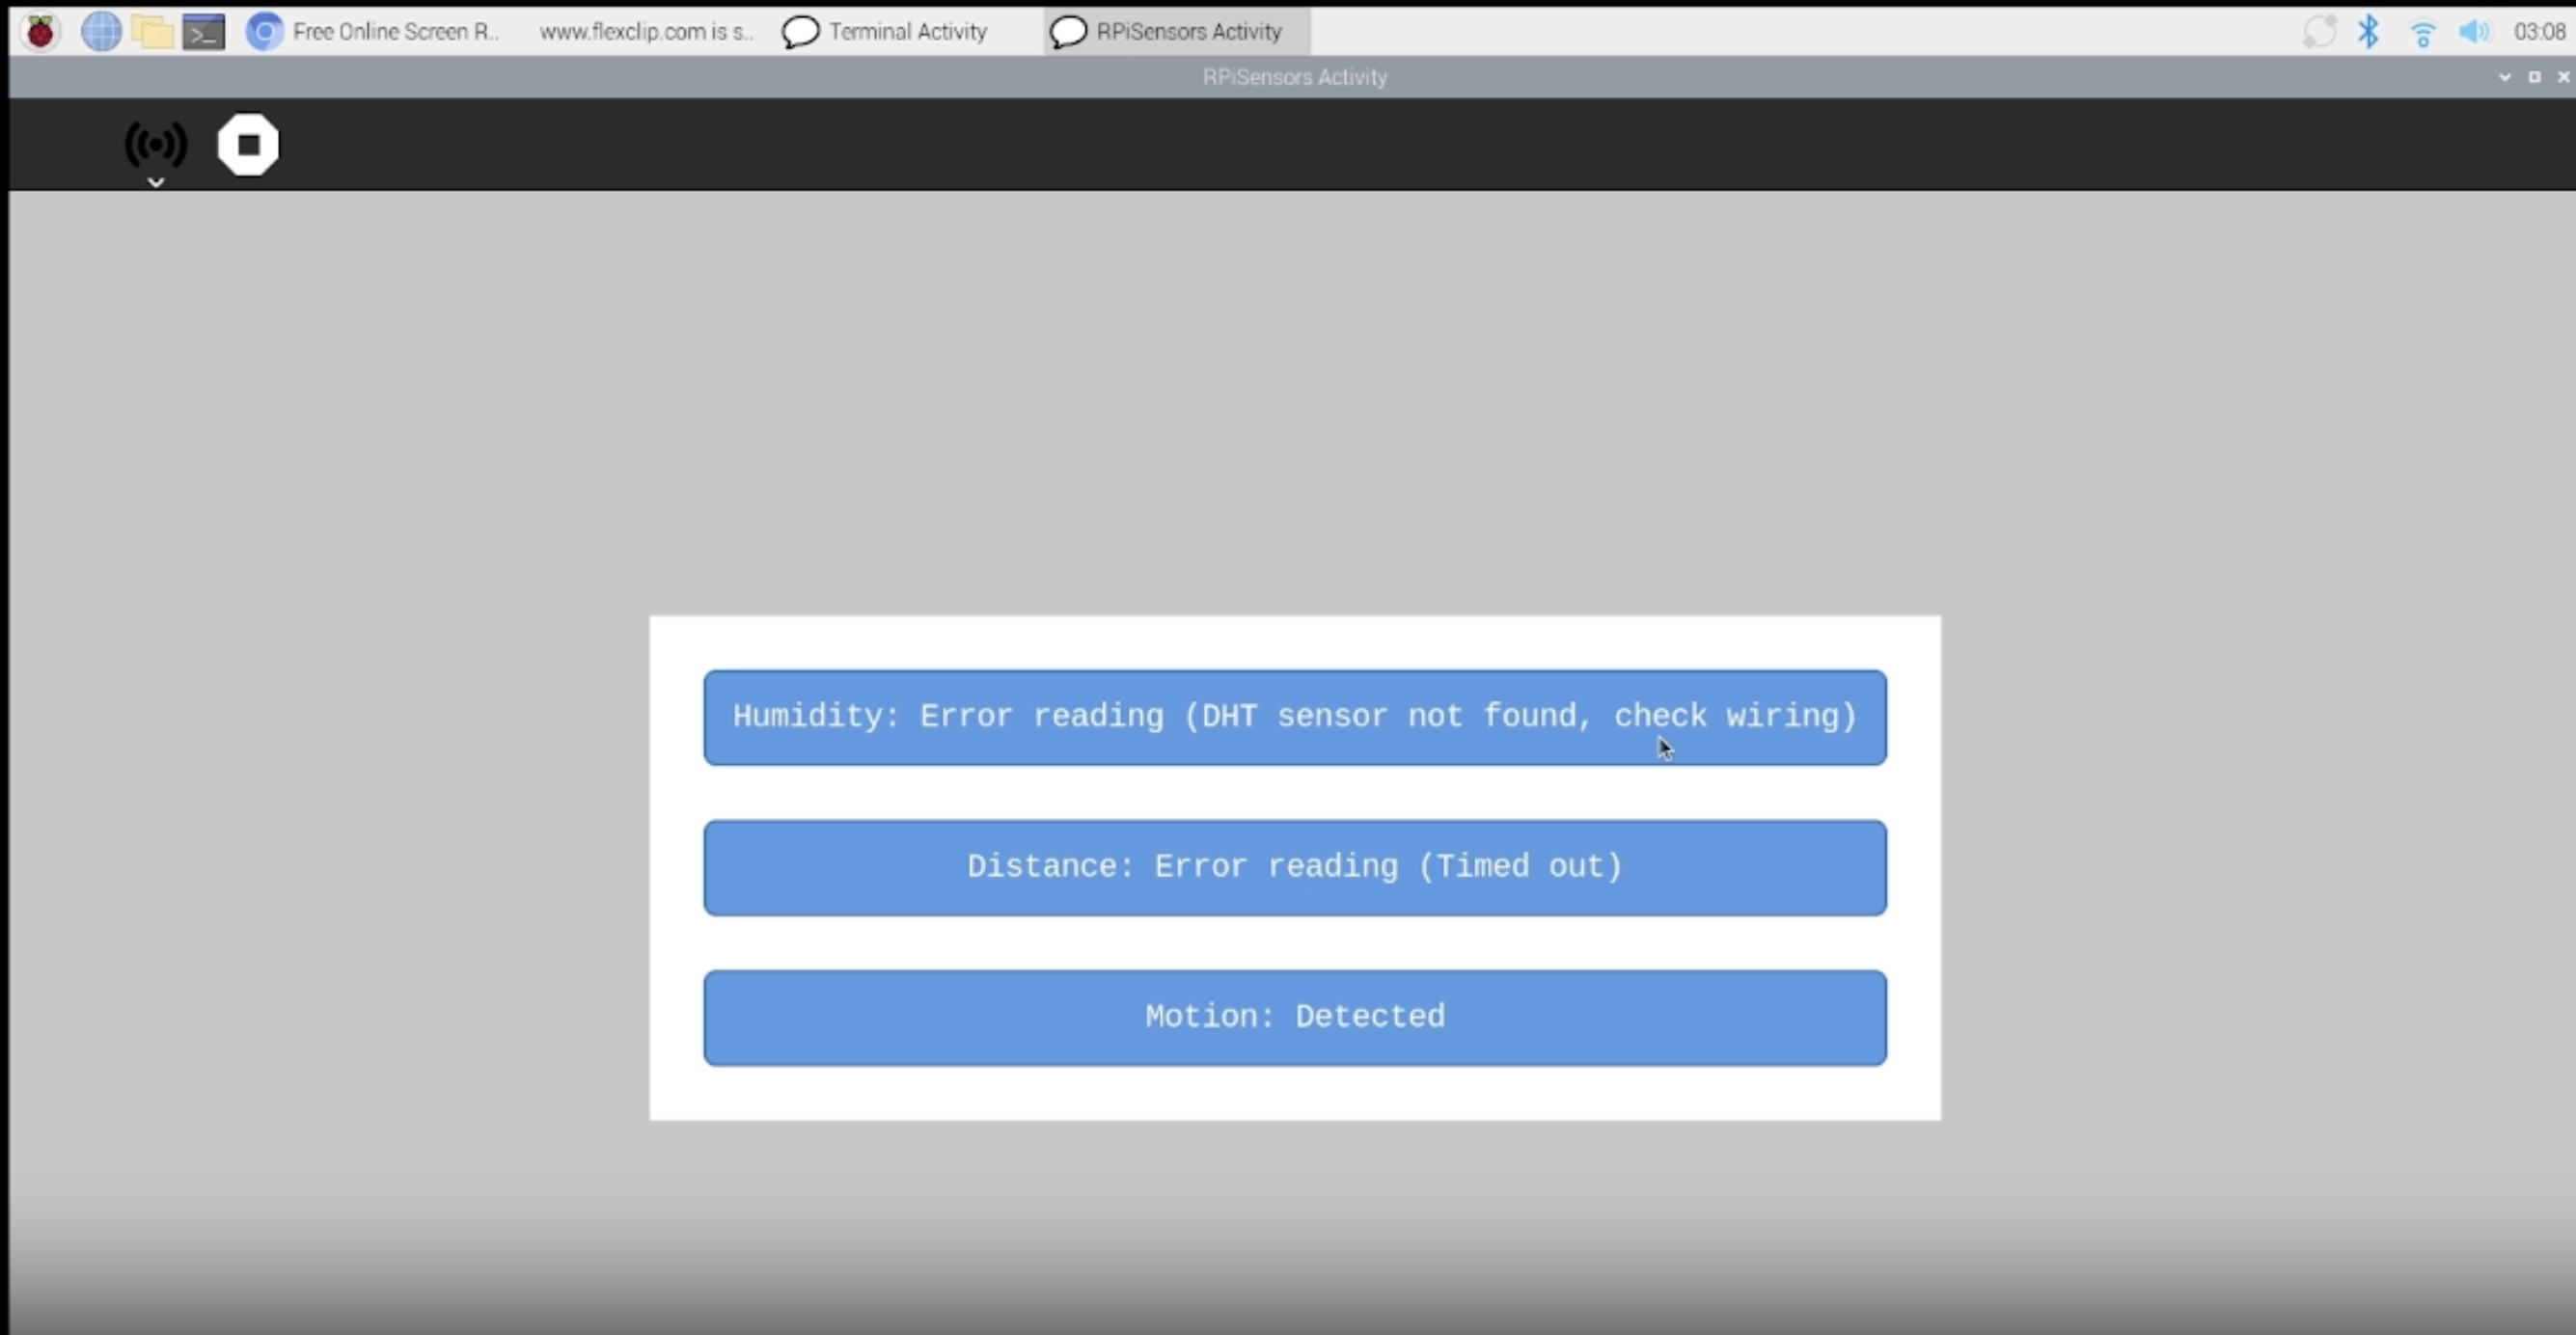 Free Online Screen R..
www.flexclip.com is s..
Terminal Activity
RPiSensors Activity
03:08
RPiSensors Activity
Humidity: Error reading (DHT sensor not found, check wiring)
Distance: Error reading (Timed out)
Motion: Detected